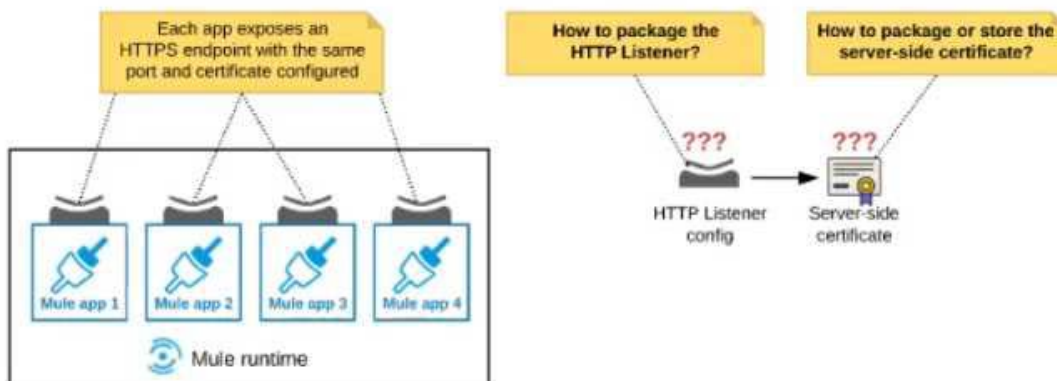 Each app exposes an
HTTPS endpoint with the same
port and certificate configured
How to package the
HTTP Listener?
How to package or store the
server-side certificate?
???
???
HTTP Listener
config
Server-side
certificate
Mule app 1
Mule app 2
Mule app 3
Mule app 4
Mule runtime